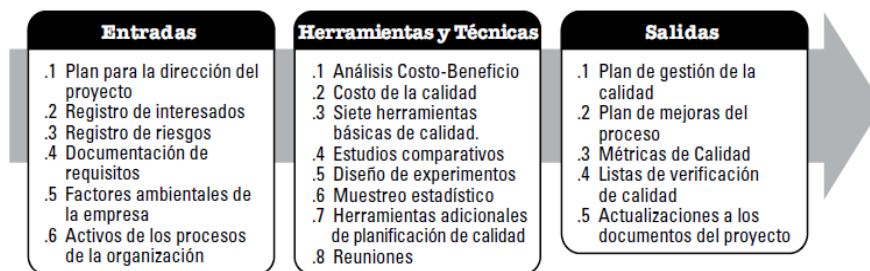 Entradas
.1 Plan para la dirección del
proyecto
.2 Registro de interesados
.3 Registro de riesgos
.4 Documentación de
requisitos
.5 Factores ambientales de
la empresa
.6 Activos de los procesos
de la organización
Herramientas y Técnicas
.1 Análisis Costo-Beneficio
.2 Costo de la calidad
.3 Siete herramientas
básicas de calidad.
.4 Estudios comparativos
.5 Diseño de experimentos
.6 Muestreo estadístico
.7 Herramientas adicionales
de planificación de calidad
.8 Reuniones
Salidas
.1 Plan de gestión de la
calidad
.2 Plan de mejoras del
proceso
.3 Métricas de Calidad
.4 Listas de verificación
de calidad
.5 Actualizaciones a los
documentos del proyecto